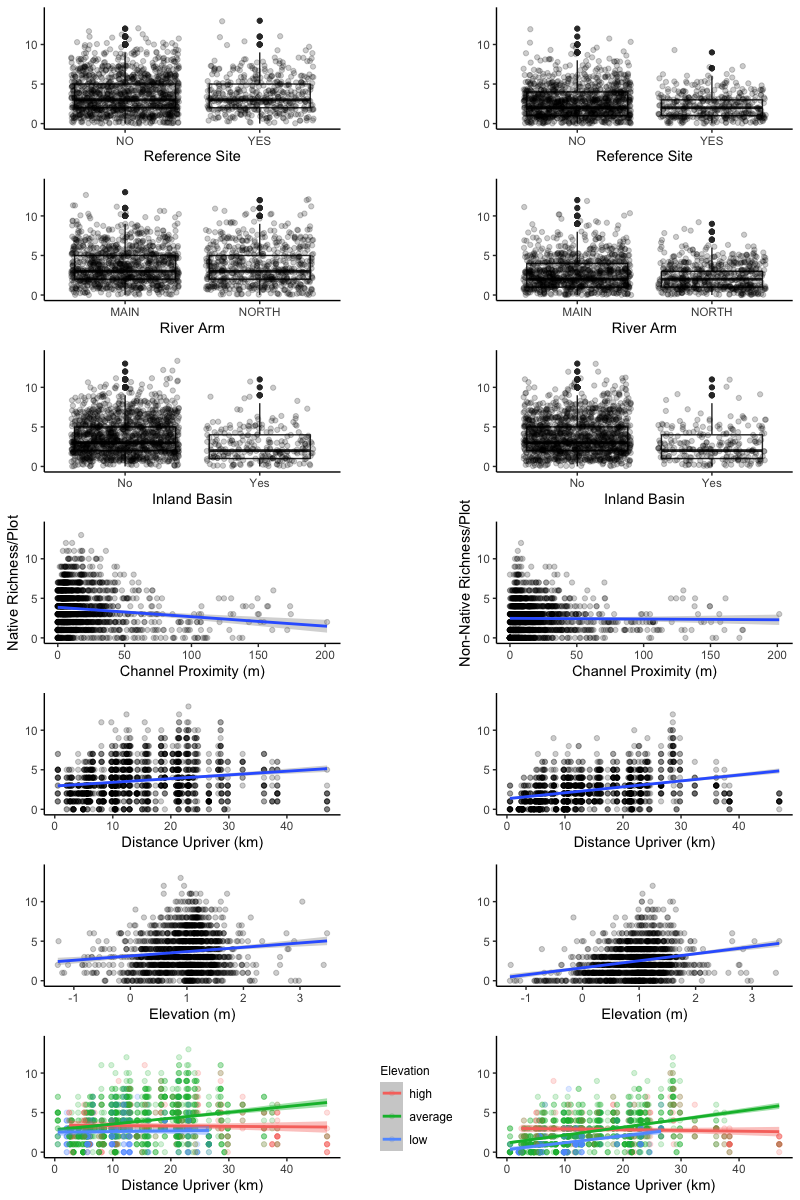 10
5
0
NO YES
Reference Site
10
5
0
NO YES
Reference Site
10
5
0
MAIN NORTH
River Arm
10
5
0
MAIN NORTH
River Arm
10
5
0
No Yes
Inland Basin
10
5
0
No Yes
Inland Basin
Native Richness/Plot
10
5
0
0 50 100 150 200
Channel Proximity (m)
Non-Native Richness/Plot
10
5
0
0 50 100 150 200
Channel Proximity (m)
10
5
0
0 10 20 30 40
Distance Upriver (km)
10
5
0
0 10 20 30 40
Distance Upriver (km)
10
5
0
-1 0 1 2 3
Elevation (m)
10
5
0
-1 0 1 2 3
Elevation (m)
10
5
0
0 10 20 30 40
Distance Upriver (km)
Elevation
high
average
low
10
5
0
0 10 20 30 40
Distance Upriver (km)